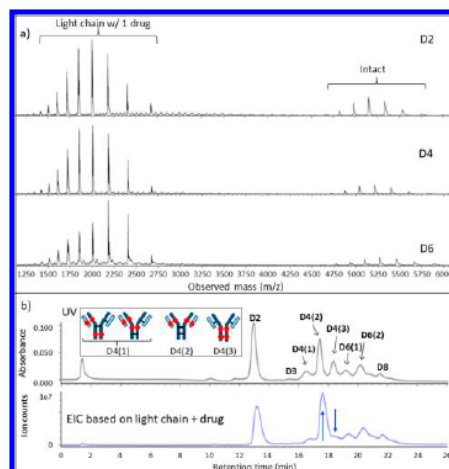 a)
Light chain w/ 1 drug
D2
Intact
D4
D6
1250 1500 1750 2000 2250 2500 2750 3000 3250 3500 3750 4000 4250 4500 4750 5000 5250 5500 5750 6000
Observed mass (m/z)
b)
UV
D4(1) D4(2) D4(3)
D2
D3
D4(1)
D4(2)
D4(3)
D6(1)
D6(2)
D8
Absorbance
0.100
0.050
0.000
EIC based on light chain + drug
Ion counts
1e7
0
0 2 4 6 8 10 12 14 16 18 20 22 24 26
Retention time (min)